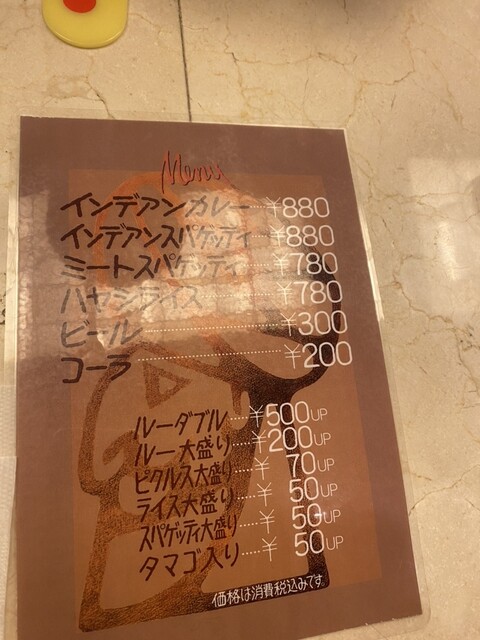 Menu
インデアンカレー……¥880
インデアンスパゲッティ…¥880
ミートスパゲッティ……¥780
ハヤシライス……¥780
ビール……¥300
コーラ……¥200
ルーダブル……¥500UP
ルー大盛り……¥200UP
ピクルス大盛り…¥70UP
ライス大盛り……¥50UP
スパゲッティ大盛り…¥50UP
タマゴ入り……¥50UP
価格は消費税込みです